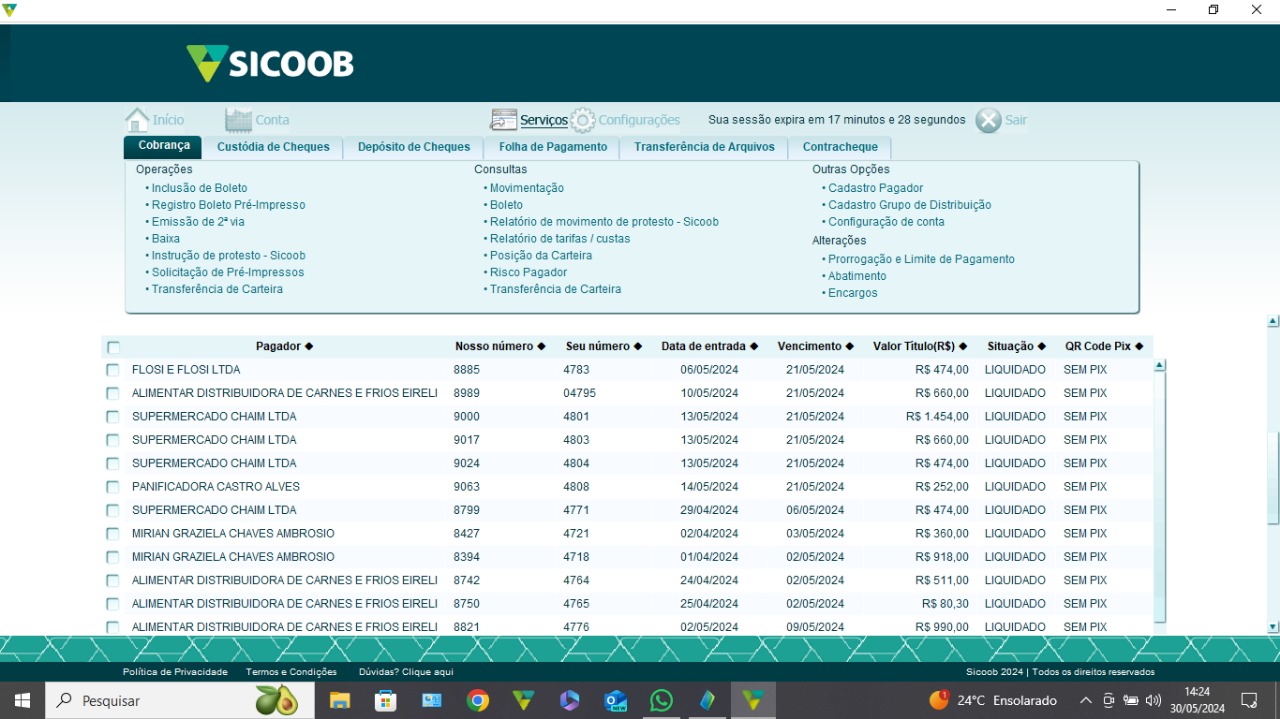 SICOOB
Início Conta Serviços Configurações Sua sessão expira em 17 minutos e 28 segundos Sair
Cobrança Custódia de Cheques Depósito de Cheques Folha de Pagamento Transferência de Arquivos Contracheque
Operações
• Inclusão de Boleto
• Registro Boleto Pré-Impresso
• Emissão de 2ª via
• Baixa
• Instrução de protesto - Sicoob
• Solicitação de Pré-Impressos
• Transferência de Carteira
Consultas
• Movimentação
• Boleto
• Relatório de movimento de protesto - Sicoob
• Relatório de tarifas / custas
• Posição da Carteira
• Risco Pagador
• Transferência de Carteira
Outras Opções
• Cadastro Pagador
• Cadastro Grupo de Distribuição
• Configuração de conta
Alterações
• Prorrogação e Limite de Pagamento
• Abatimento
• Encargos
Pagador Nosso número Seu número Data de entrada Vencimento Valor Título(R$) Situação QR Code Pix
FLOSI E FLOSI LTDA 8885 4783 06/05/2024 21/05/2024 R$ 474,00 LIQUIDADO SEM PIX
ALIMENTAR DISTRIBUIDORA DE CARNES E FRIOS EIRELI 8989 04795 10/05/2024 21/05/2024 R$ 660,00 LIQUIDADO SEM PIX
SUPERMERCADO CHAIM LTDA 9000 4801 13/05/2024 21/05/2024 R$ 1.454,00 LIQUIDADO SEM PIX
SUPERMERCADO CHAIM LTDA 9017 4803 13/05/2024 21/05/2024 R$ 660,00 LIQUIDADO SEM PIX
SUPERMERCADO CHAIM LTDA 9024 4804 13/05/2024 21/05/2024 R$ 474,00 LIQUIDADO SEM PIX
PANIFICADORA CASTRO ALVES 9063 4808 14/05/2024 21/05/2024 R$ 252,00 LIQUIDADO SEM PIX
SUPERMERCADO CHAIM LTDA 8799 4771 29/04/2024 06/05/2024 R$ 474,00 LIQUIDADO SEM PIX
MIRIAN GRAZIELA CHAVES AMBROSIO 8427 4721 02/04/2024 03/05/2024 R$ 360,00 LIQUIDADO SEM PIX
MIRIAN GRAZIELA CHAVES AMBROSIO 8394 4718 01/04/2024 02/05/2024 R$ 918,00 LIQUIDADO SEM PIX
ALIMENTAR DISTRIBUIDORA DE CARNES E FRIOS EIRELI 8742 4764 24/04/2024 02/05/2024 R$ 511,00 LIQUIDADO SEM PIX
ALIMENTAR DISTRIBUIDORA DE CARNES E FRIOS EIRELI 8750 4765 25/04/2024 02/05/2024 R$ 80,30 LIQUIDADO SEM PIX
ALIMENTAR DISTRIBUIDORA DE CARNES E FRIOS EIRELI 8821 4776 02/05/2024 09/05/2024 R$ 990,00 LIQUIDADO SEM PIX
Política de Privacidade Termos e Condições Dúvidas? Clique aqui Sicoob 2024 | Todos os direitos reservados
Pesquisar 1 24°C Ensolarado 14:24
30/05/2024